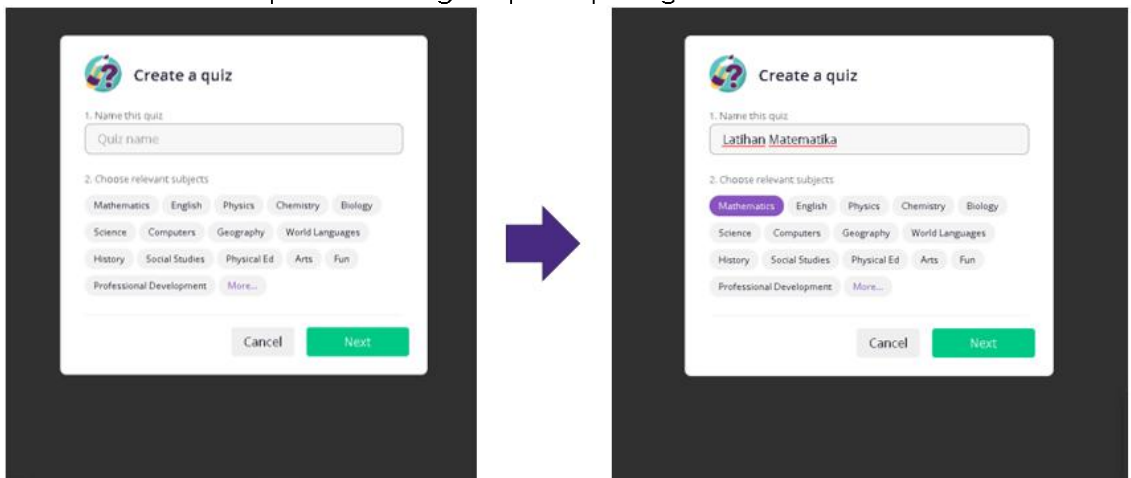 Create a quiz
1. Name this quiz
Quiz name
2. Choose relevant subjects
Mathematics English Physics Chemistry Biology
Science Computers Geography World Languages
History Social Studies Physical Ed Arts Fun
Professional Development More...
Cancel Next
Create a quiz
1. Name this quiz
Latihan Matematika
2. Choose relevant subjects
Mathematics English Physics Chemistry Biology
Science Computers Geography World Languages
History Social Studies Physical Ed Arts Fun
Professional Development More...
Cancel Next